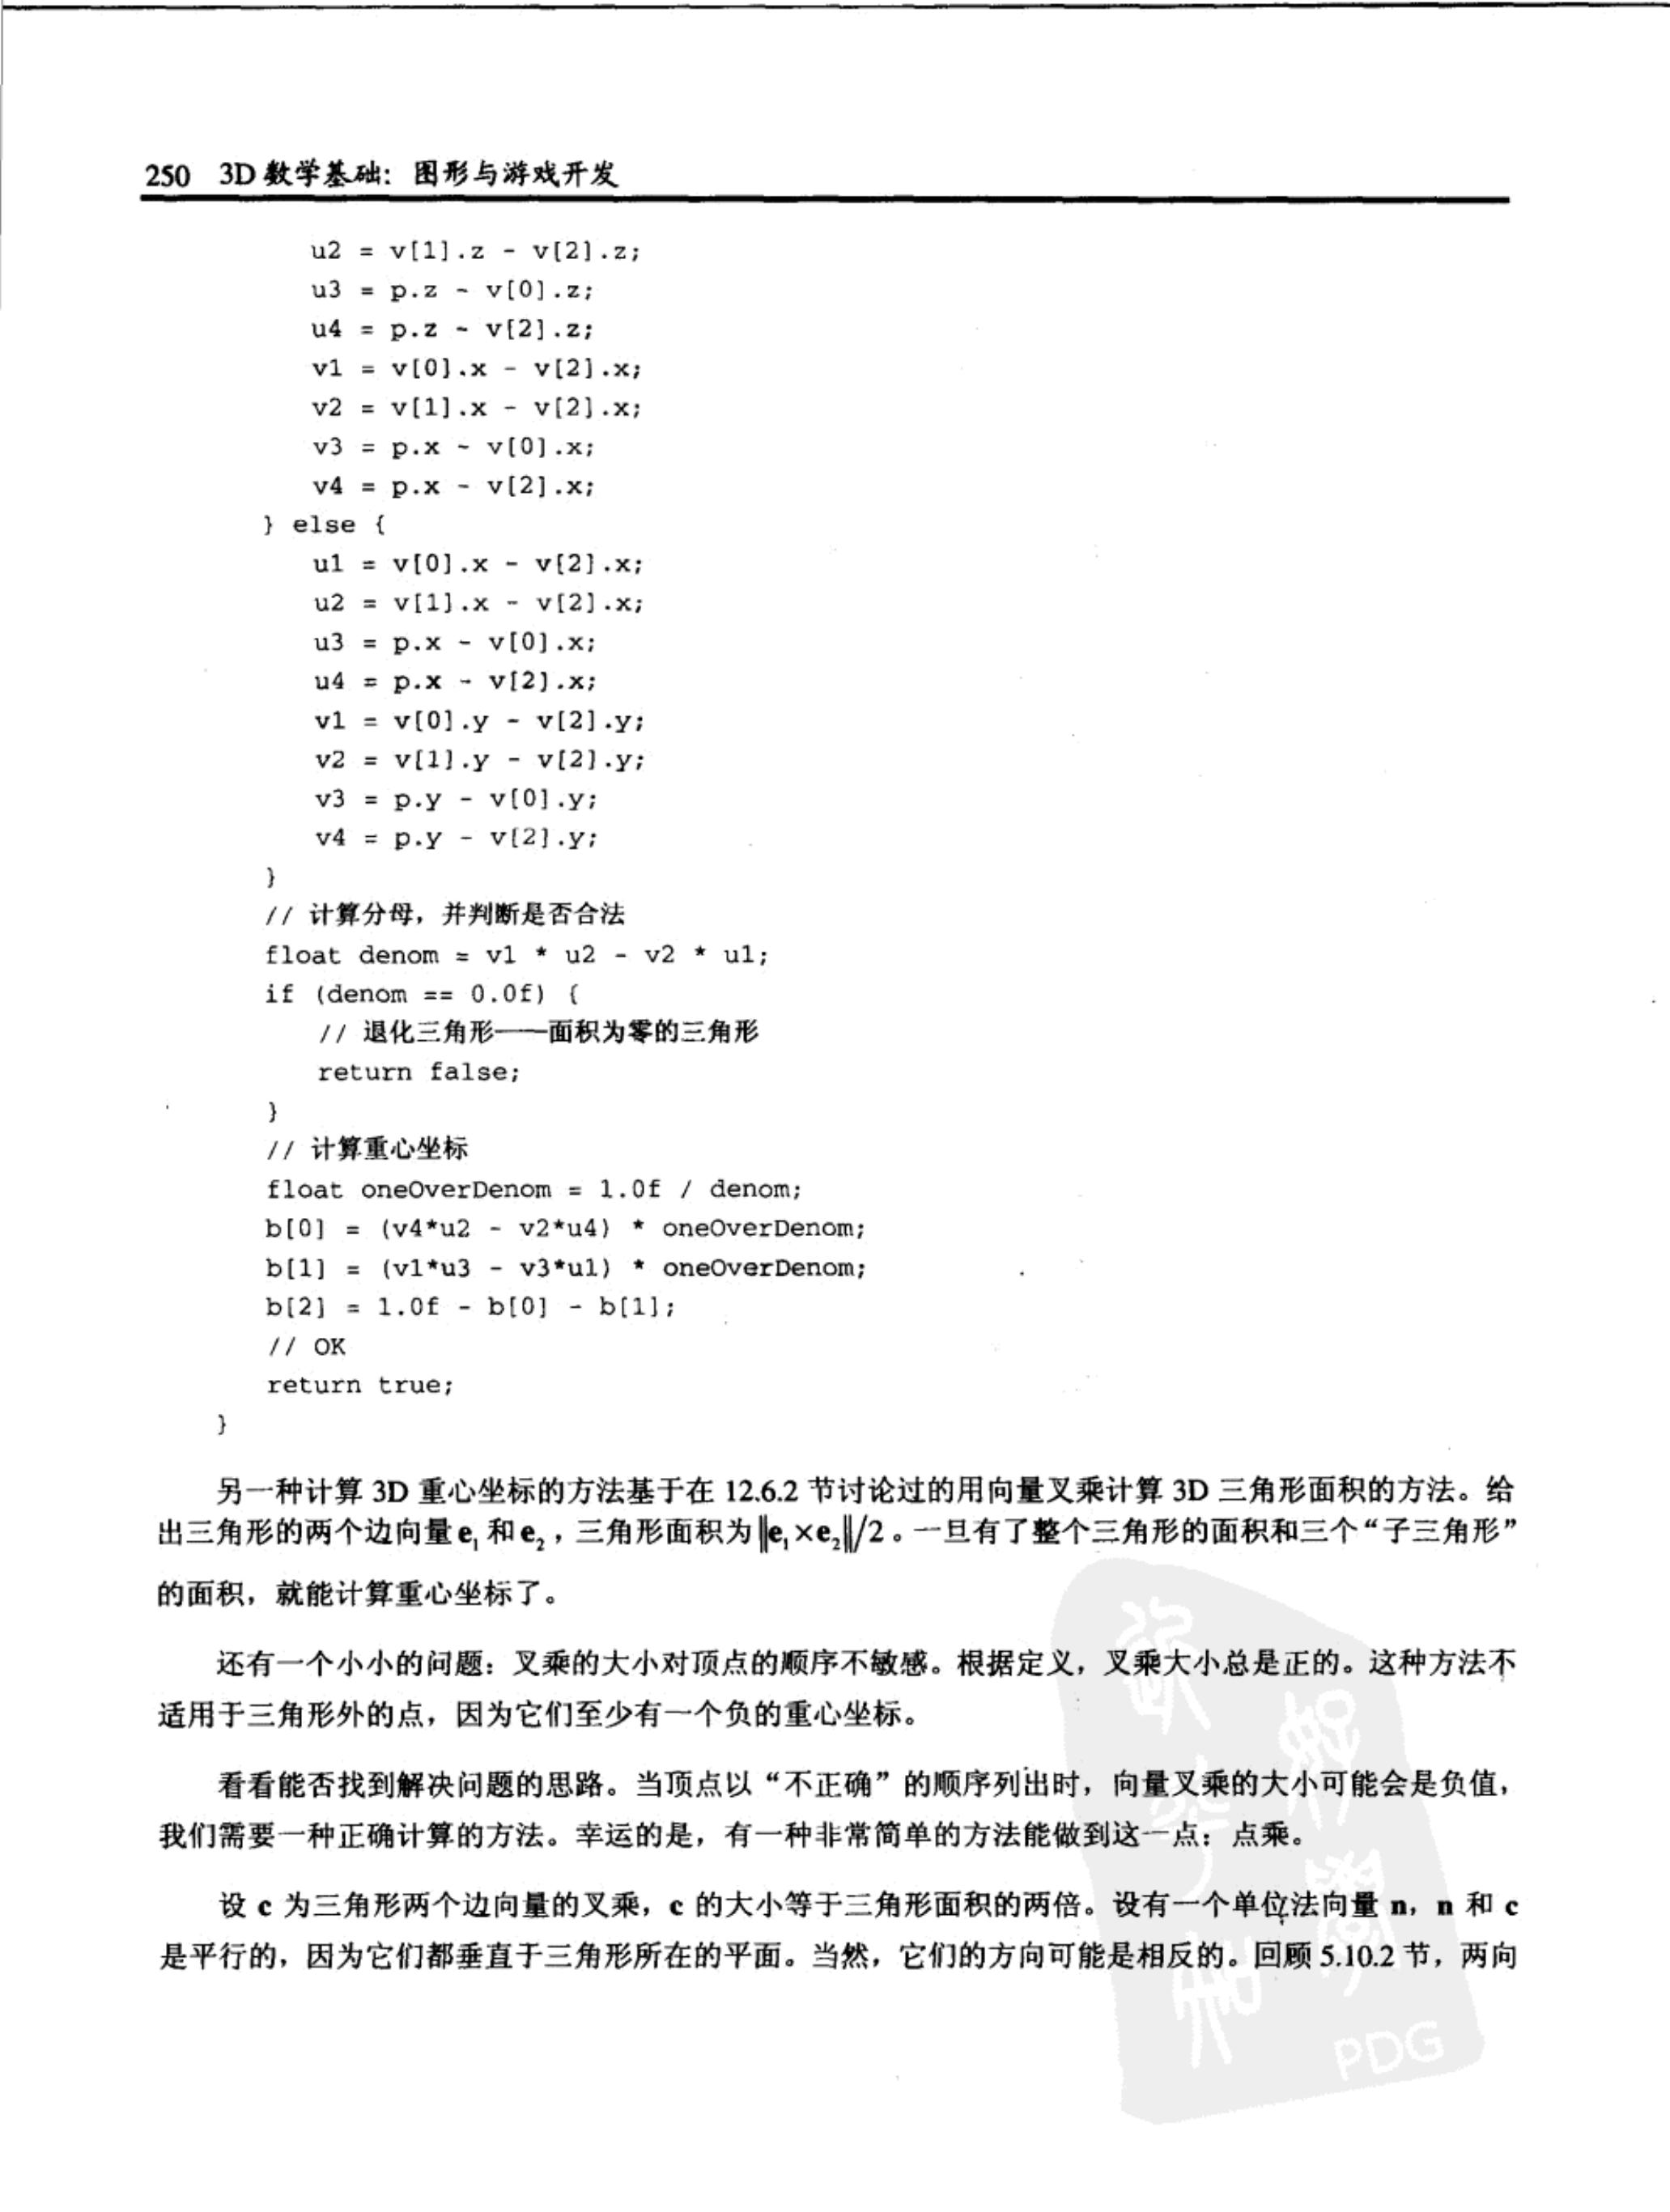 250 3D数学基础：图形与游戏开发
u2 = v[1].z - v[2].z;
u3 = p.z - v[0].z;
u4 = p.z - v[2].z;
v1 = v[0].x - v[2].x;
v2 = v[1].x - v[2].x;
v3 = p.x - v[0].x;
v4 = p.x - v[2].x;
} else {
u1 = v[0].x - v[2].x;
u2 = v[1].x - v[2].x;
u3 = p.x - v[0].x;
u4 = p.x - v[2].x;
v1 = v[0].y - v[2].y;
v2 = v[1].y - v[2].y;
v3 = p.y - v[0].y;
v4 = p.y - v[2].y;
}
// 计算分母，并判断是否合法
float denom = v1 * u2 - v2 * u1;
if (denom == 0.0f) {
// 退化三角形——面积为零的三角形
return false;
}
// 计算重心坐标
float oneOverDenom = 1.0f / denom;
b[0] = (v4*u2 - v2*u4) * oneOverDenom;
b[1] = (v1*u3 - v3*u1) * oneOverDenom;
b[2] = 1.0f - b[0] - b[1];
// OK
return true;
}
另一种计算 3D 重心坐标的方法基于在 12.6.2 节讨论过的用向量叉乘计算 3D 三角形面积的方法。给
出三角形的两个边向量e₁和e₂，三角形面积为‖e₁×e₂‖/2。一旦有了整个三角形的面积和三个“子三角形”
的面积，就能计算重心坐标了。
还有一个小小的问题：叉乘的大小对顶点的顺序不敏感。根据定义，叉乘大小总是正的。这种方法不
适用于三角形外的点，因为它们至少有一个负的重心坐标。
看看能否找到解决问题的思路。当顶点以“不正确”的顺序列出时，向量叉乘的大小可能会是负值，
我们需要一种正确计算的方法。幸运的是，有一种非常简单的方法能做到这一点：点乘。
设 c 为三角形两个边向量的叉乘，c 的大小等于三角形面积的两倍。设有一个单位法向量 n，n 和 c
是平行的，因为它们都垂直于三角形所在的平面。当然，它们的方向可能是相反的。回顾 5.10.2 节，两向
PDG